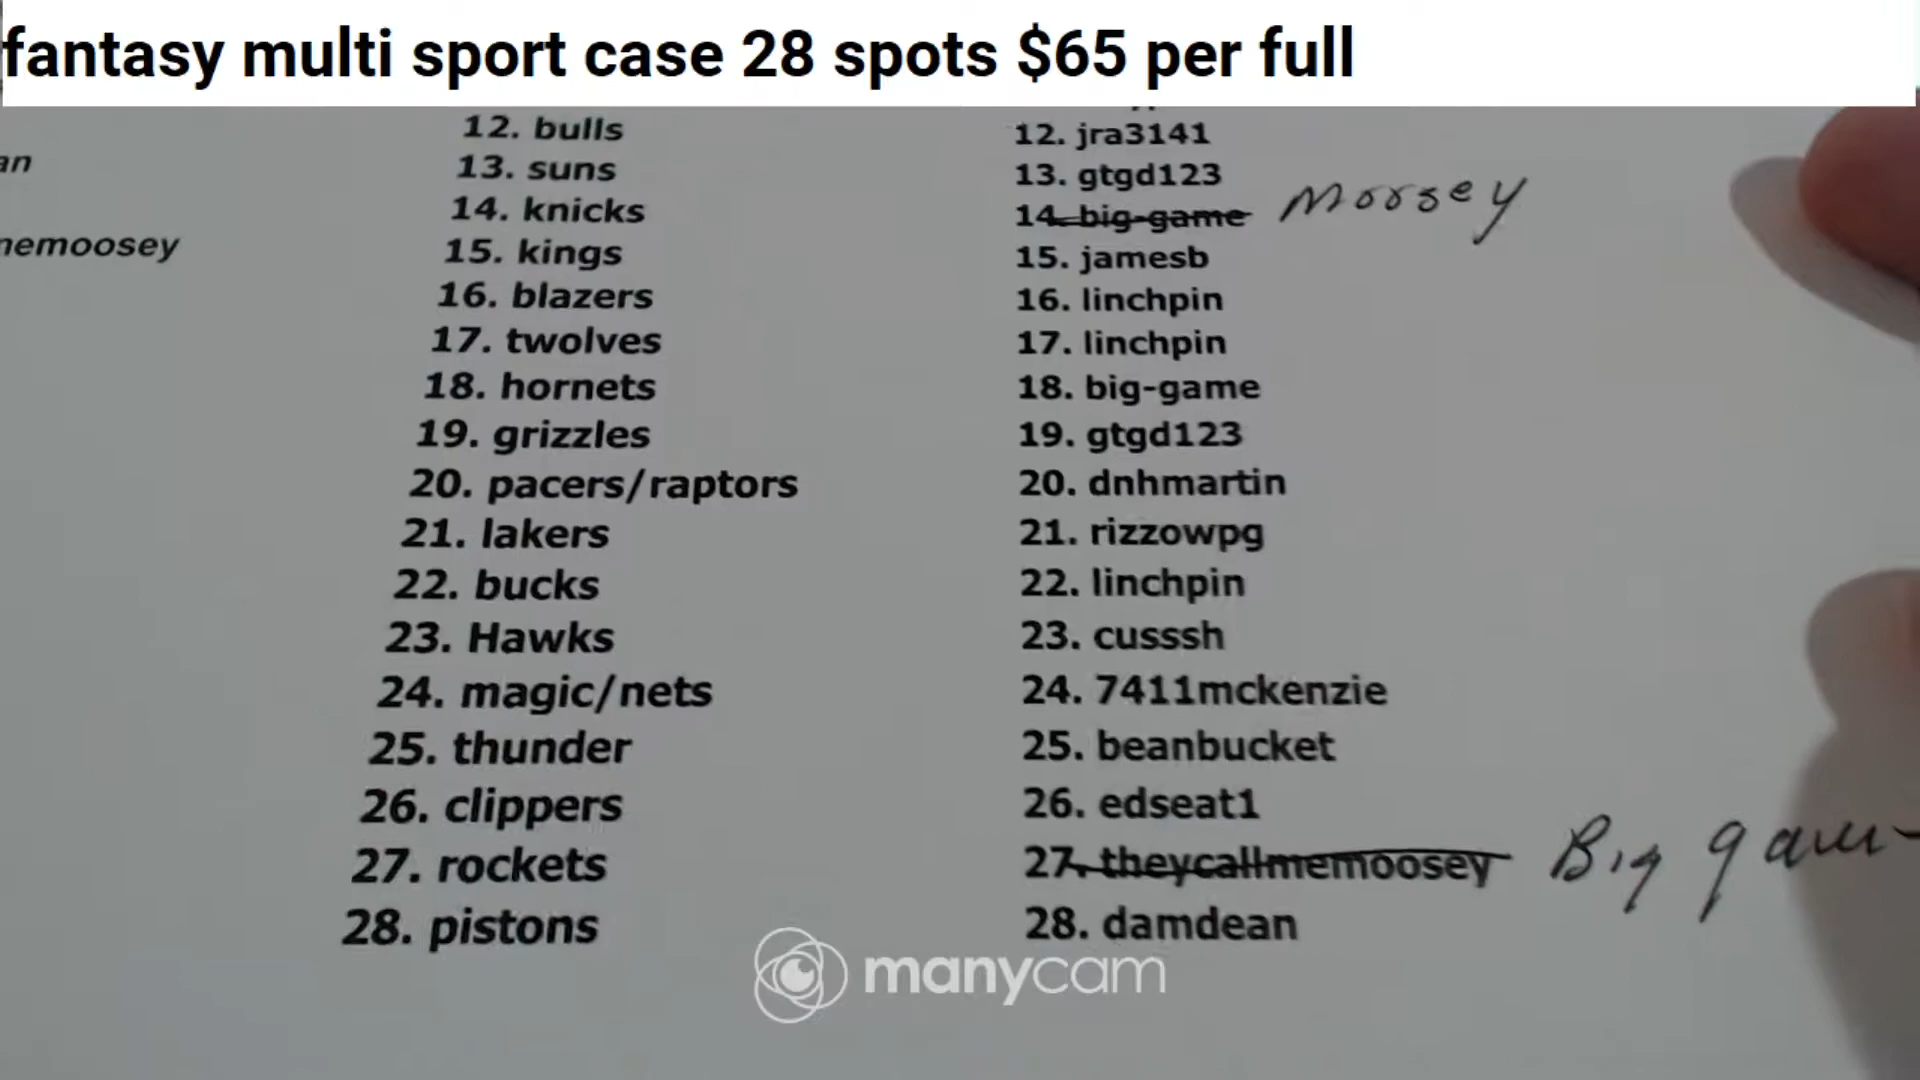 fantasy multi sport case 28 spots $65 per full
an
memoosey
12. bulls
13. suns
14. knicks
15. kings
16. blazers
17. twolves
18. hornets
19. grizzles
20. pacers/raptors
21. lakers
22. bucks
23. Hawks
24. magic/nets
25. thunder
26. clippers
27. rockets
28. pistons
12. jra3141
13. gtgd123
14. big-game Moosey
15. jamesb
16. linchpin
17. linchpin
18. big-game
19. gtgd123
20. dnhmartin
21. rizzowpg
22. linchpin
23. cusssh
24. 7411mckenzie
25. beanbucket
26. edseat1
27. theycallmemoosey Big game
28. damdean
manycam